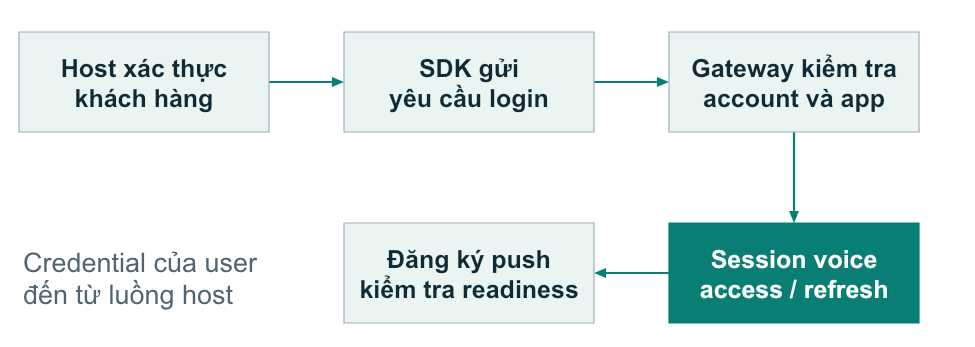 Host xác thực
khách hàng
SDK gửi
yêu cầu login
Gateway kiểm tra
account và app
Credential của user
đến từ luồng host
Đăng ký push
kiểm tra readiness
Session voice
access / refresh